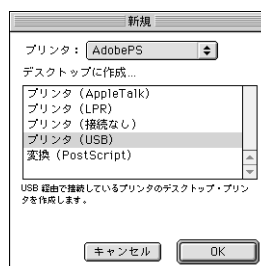 新規
プリンタ： AdobePS
デスクトップに作成...
プリンタ（AppleTalk）
プリンタ（LPR）
プリンタ（接続なし）
プリンタ（USB）
変換（PostScript）
USB 経由で接続しているプリンタのデスクトップ・プリン
タを作成します。
キャンセル OK